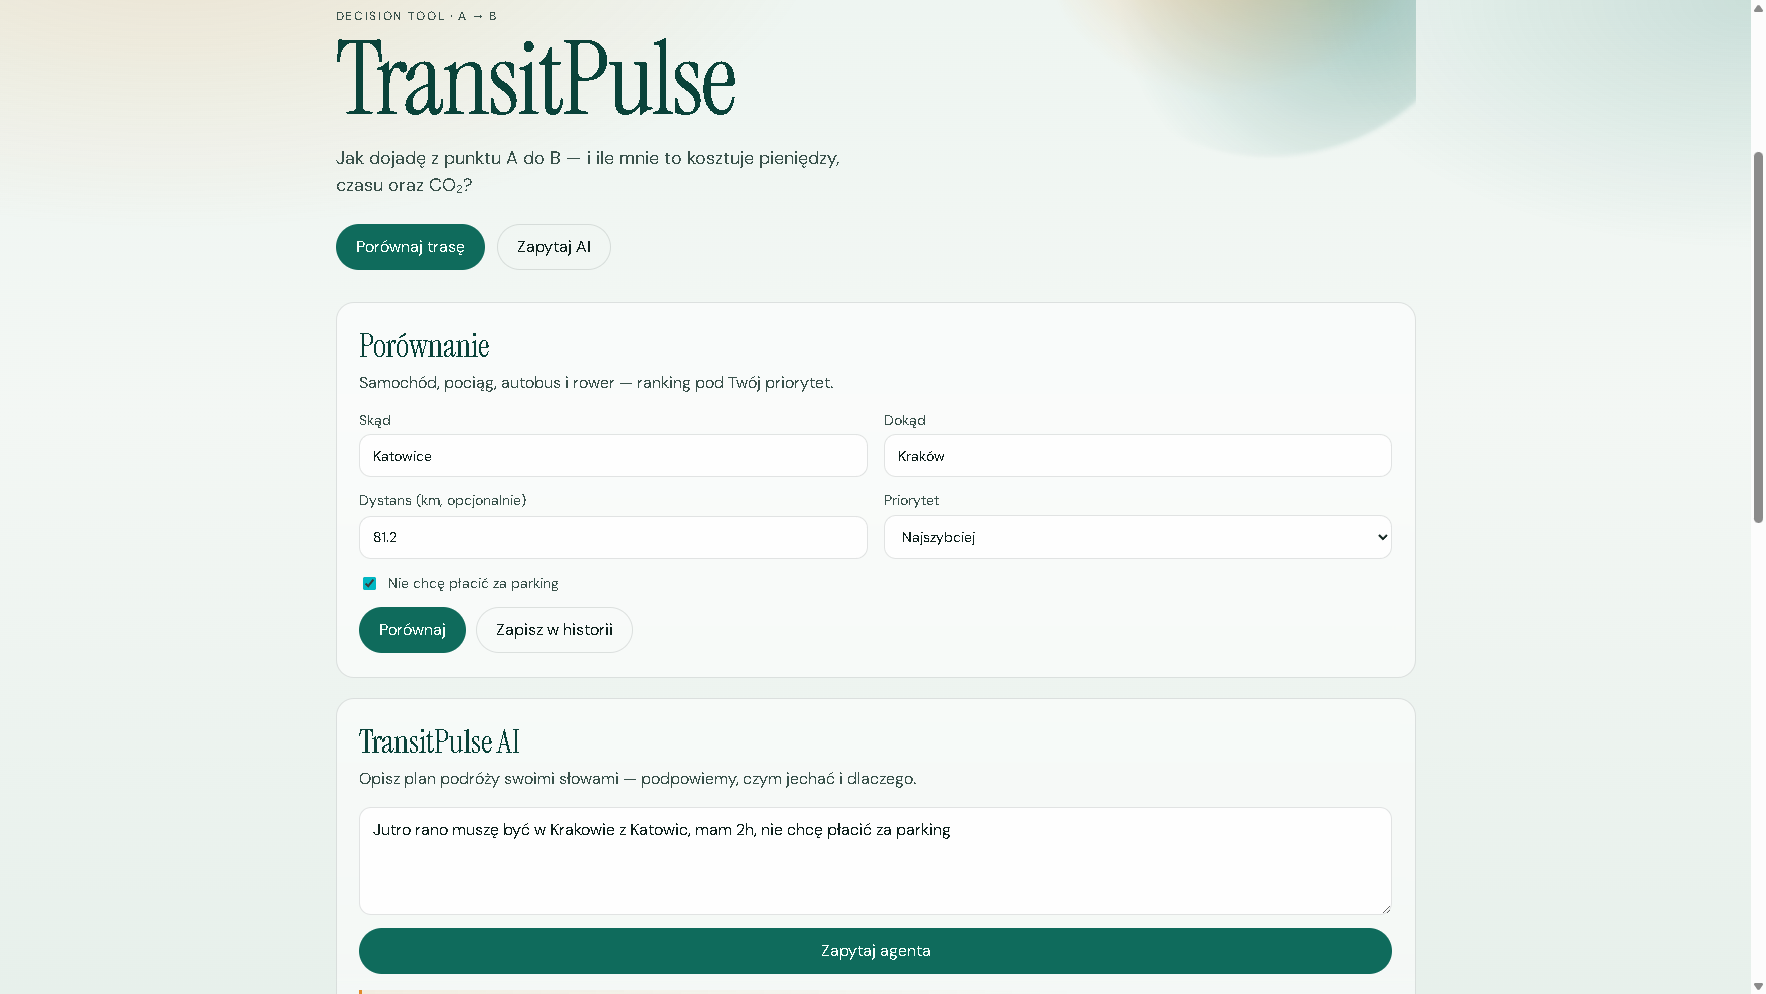 DECISION TOOL · A → B
TransitPulse
Jak dojadę z punktu A do B — i ile mnie to kosztuje pieniędzy,
czasu oraz CO₂?
Porównaj trasę
Zapytaj AI
Porównanie
Samochód, pociąg, autobus i rower — ranking pod Twój priorytet.
Skąd
Dokąd
Katowice
Kraków
Dystans (km, opcjonalnie)
Priorytet
81.2
Najszybciej
Nie chcę płacić za parking
Porównaj
Zapisz w historii
TransitPulse AI
Opisz plan podróży swoimi słowami — podpowiemy, czym jechać i dlaczego.
Jutro rano muszę być w Krakowie z Katowic, mam 2h, nie chcę płacić za parking
Zapytaj agenta